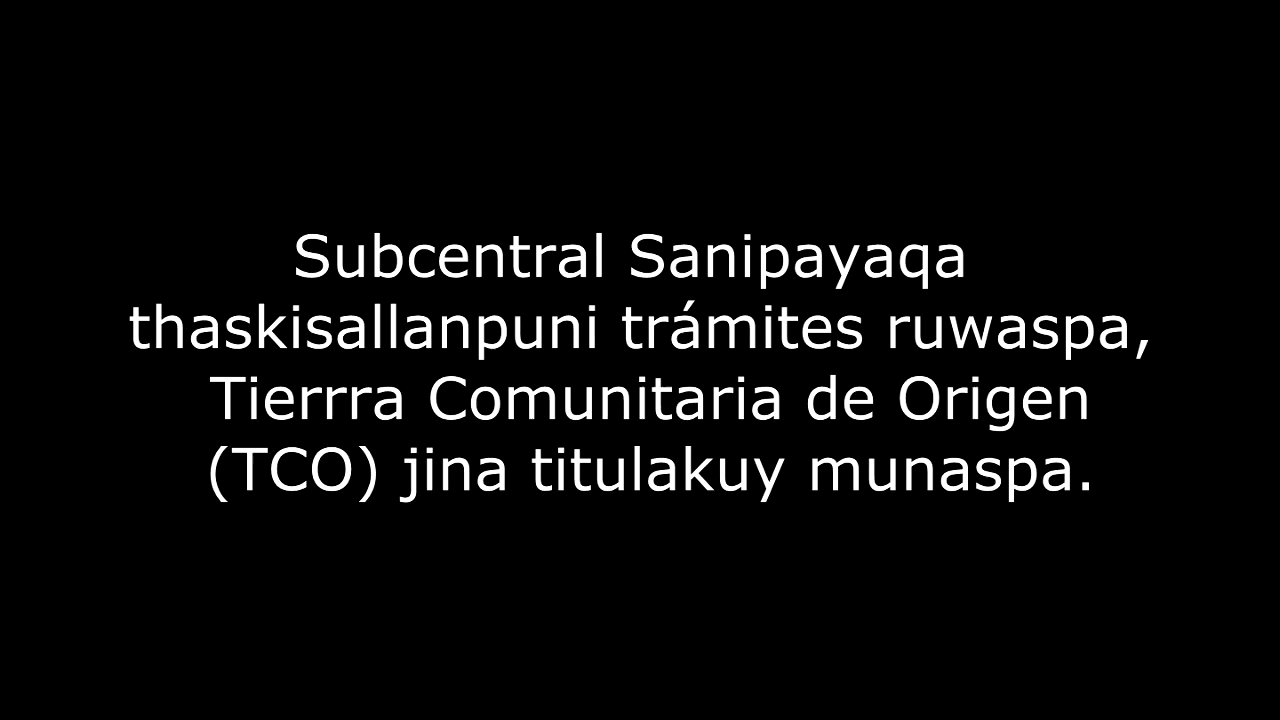 Subcentral Sanipayaqa
thaskisallanpuni trámites ruwaspa,
Tierrra Comunitaria de Origen
(TCO) jina titulakuy munaspa.